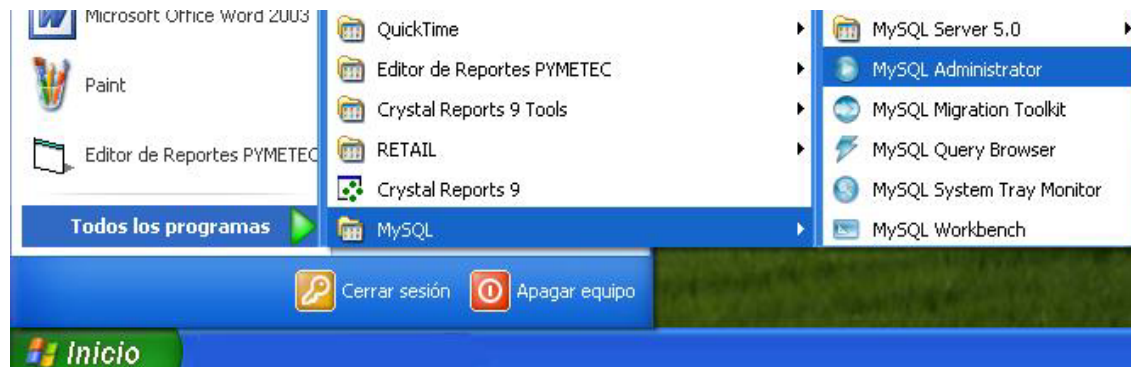 Microsoft Office Word 2003
Paint
Editor de Reportes PYMETEC
Todos los programas
QuickTime
Editor de Reportes PYMETEC
Crystal Reports 9 Tools
RETAIL
Crystal Reports 9
MySQL
MySQL Server 5.0
MySQL Administrator
MySQL Migration Toolkit
MySQL Query Browser
MySQL System Tray Monitor
MySQL Workbench
Cerrar sesión
Apagar equipo
Inicio